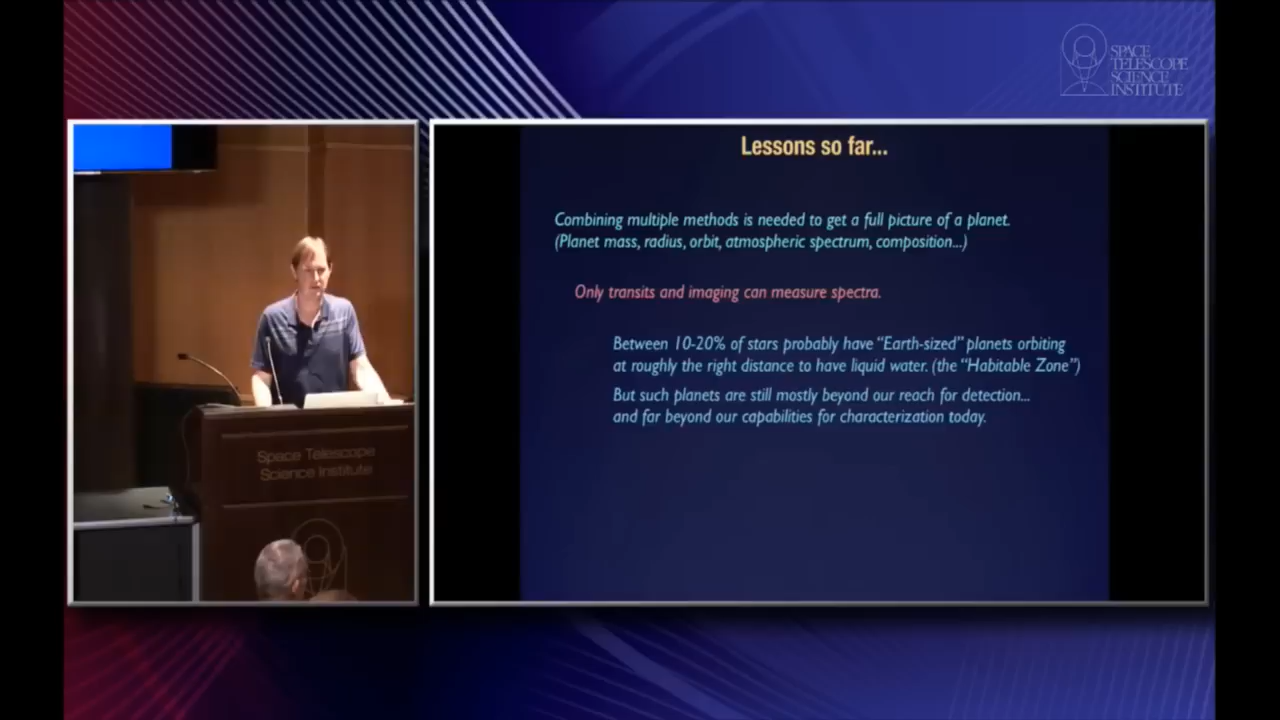 SPACE
TELESCOPE
SCIENCE
INSTITUTE
Lessons so far...
Combining multiple methods is needed to get a full picture of a planet.
(Planet mass, radius, orbit, atmospheric spectrum, composition...)
Only transits and imaging can measure spectra.
Between 10-20% of stars probably have “Earth-sized” planets orbiting
at roughly the right distance to have liquid water. (the “Habitable Zone”)
But such planets are still mostly beyond our reach for detection...
and far beyond our capabilities for characterization today.
Space Telescope
Science Institute